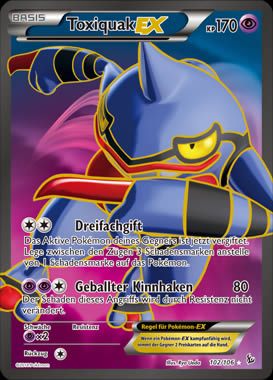 BASIS Toxiquak EX KP170
Dreifachgift
Das Aktive Pokémon deines Gegners ist jetzt vergiftet.
Lege zwischen den Zügen 3 Schadensmarken anstelle
von 1 Schadensmarke auf das Pokémon.
Geballter Kinnhaken 80
Der Schaden dieses Angriffs wird durch Resistenz nicht
verändert.
Schwäche Resistenz
×2
Rückzug
Regel für Pokémon-EX
Wenn ein Pokémon-EX kampfunfähig wird,
nimmt der Gegner 2 Preiskarten auf die Hand.
Illus. Ryo Ueda 102/106